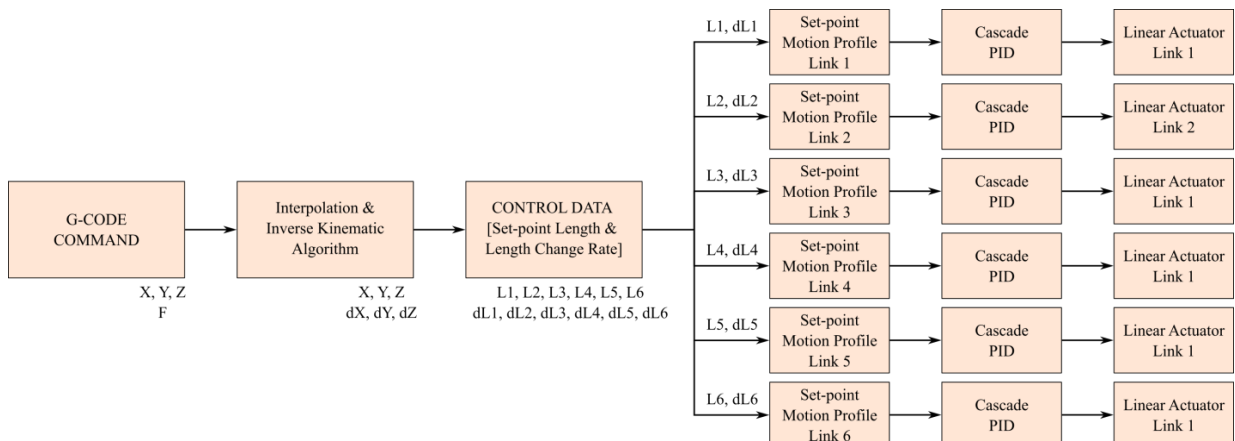 G-CODE
COMMAND
X, Y, Z
F
Interpolation &
Inverse Kinematic
Algorithm
X, Y, Z
dX, dY, dZ
CONTROL DATA
[Set-point Length &
Length Change Rate]
L1, L2, L3, L4, L5, L6
dL1, dL2, dL3, dL4, dL5, dL6
L1, dL1
Set-point
Motion Profile
Link 1
Cascade
PID
Linear Actuator
Link 1
L2, dL2
Set-point
Motion Profile
Link 2
Cascade
PID
Linear Actuator
Link 2
L3, dL3
Set-point
Motion Profile
Link 3
Cascade
PID
Linear Actuator
Link 1
L4, dL4
Set-point
Motion Profile
Link 4
Cascade
PID
Linear Actuator
Link 1
L5, dL5
Set-point
Motion Profile
Link 5
Cascade
PID
Linear Actuator
Link 1
L6, dL6
Set-point
Motion Profile
Link 6
Cascade
PID
Linear Actuator
Link 1